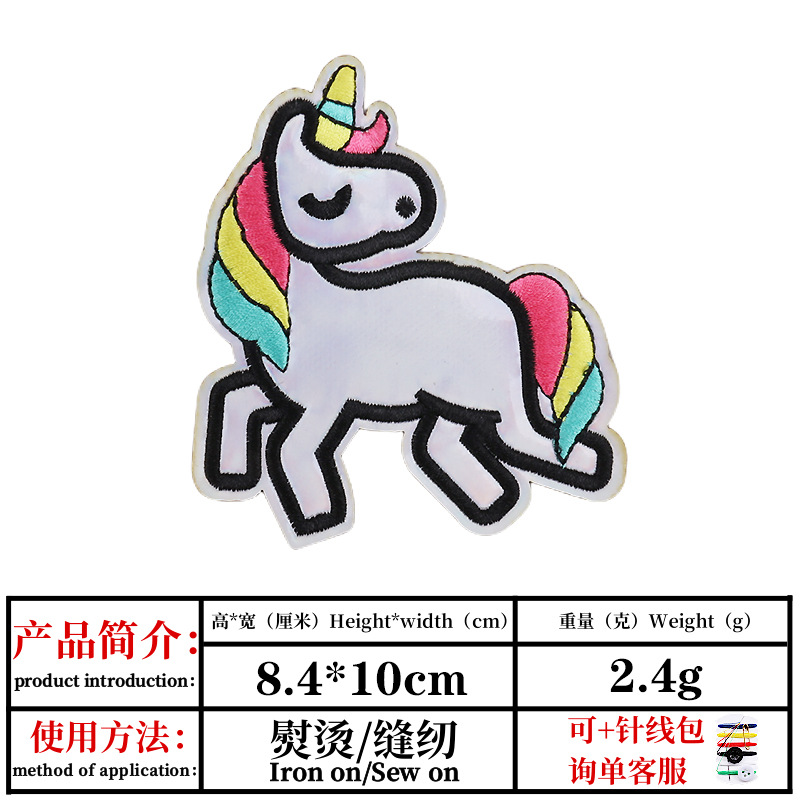 产品简介：
product introduction:
高*宽（厘米）Height*width（cm）
重量（克）Weight（g）
8.4*10cm
2.4g
使用方法：
method of application:
熨烫/缝纫
Iron on/Sew on
可+针线包
询单客服